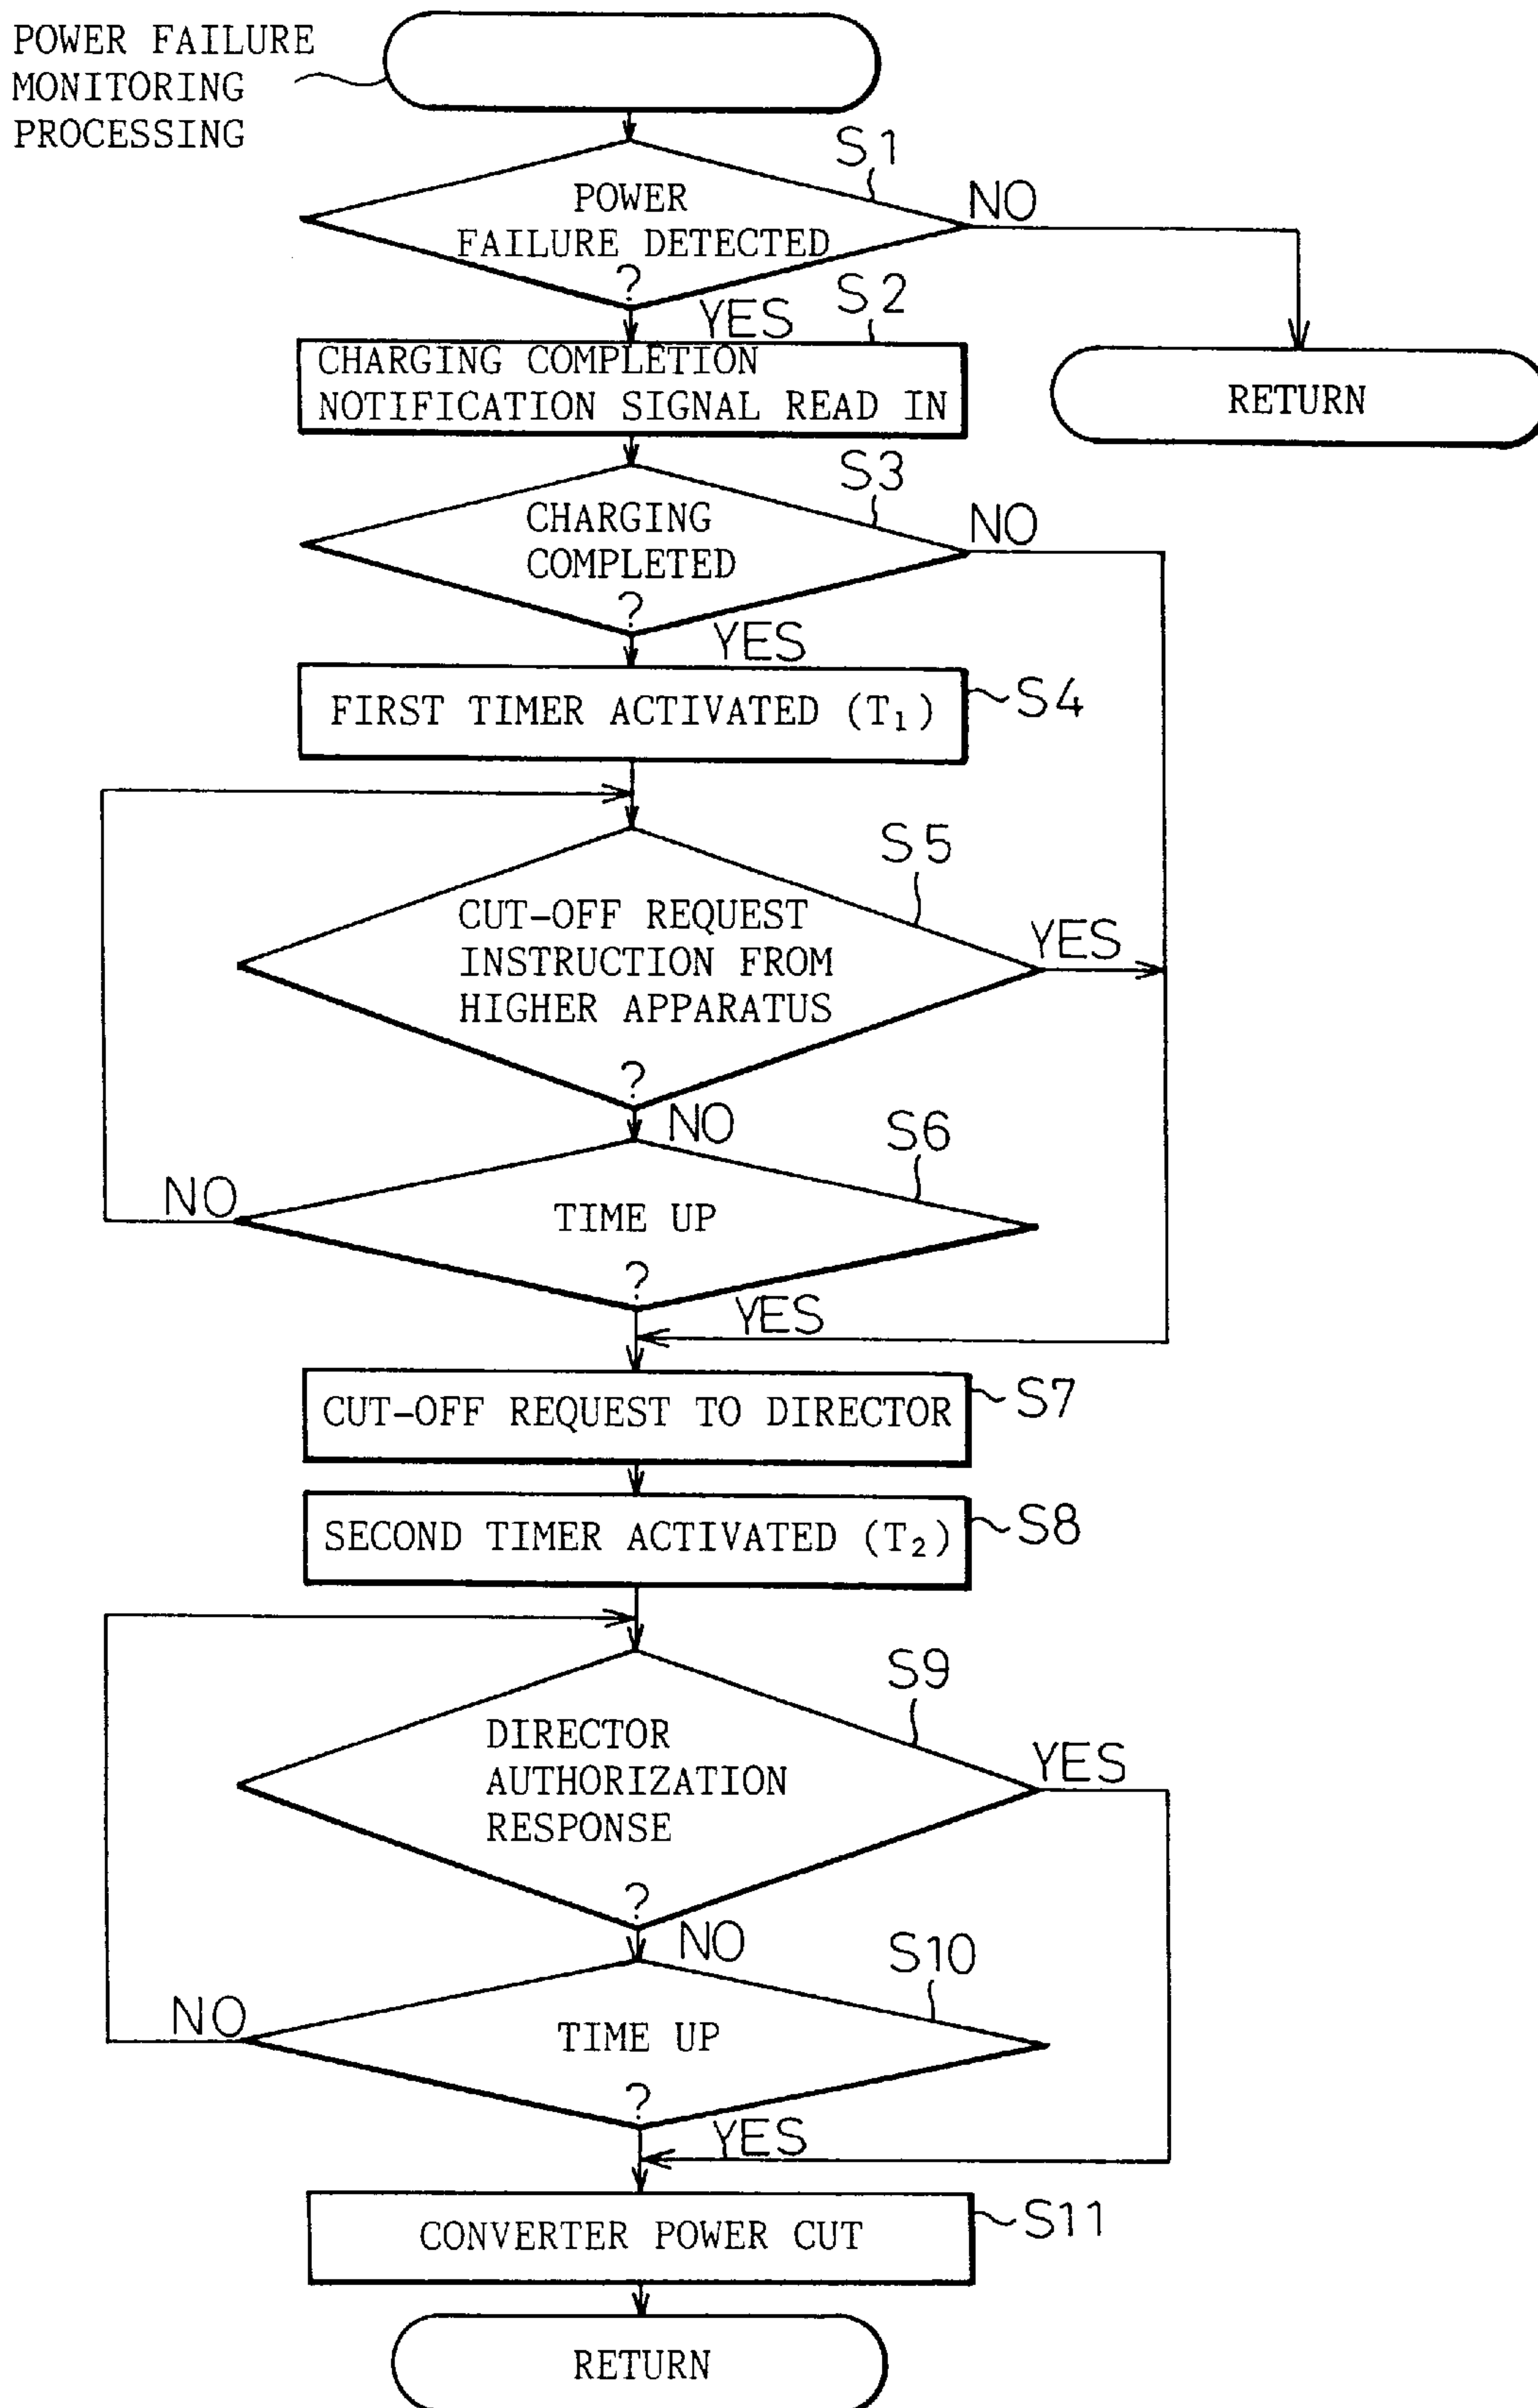 POWER FAILURE
MONITORING
PROCESSING
S1
POWER
FAILURE DETECTED
?
NO
YES
S2
CHARGING COMPLETION
NOTIFICATION SIGNAL READ IN
RETURN
S3
CHARGING
COMPLETED
?
NO
YES
FIRST TIMER ACTIVATED (T₁)
S4
S5
CUT-OFF REQUEST
INSTRUCTION FROM
HIGHER APPARATUS
?
YES
NO
S6
NO
TIME UP
?
YES
CUT-OFF REQUEST TO DIRECTOR
S7
SECOND TIMER ACTIVATED (T₂)
S8
S9
DIRECTOR
AUTHORIZATION
RESPONSE
?
YES
NO
S10
NO
TIME UP
?
YES
CONVERTER POWER CUT
S11
RETURN